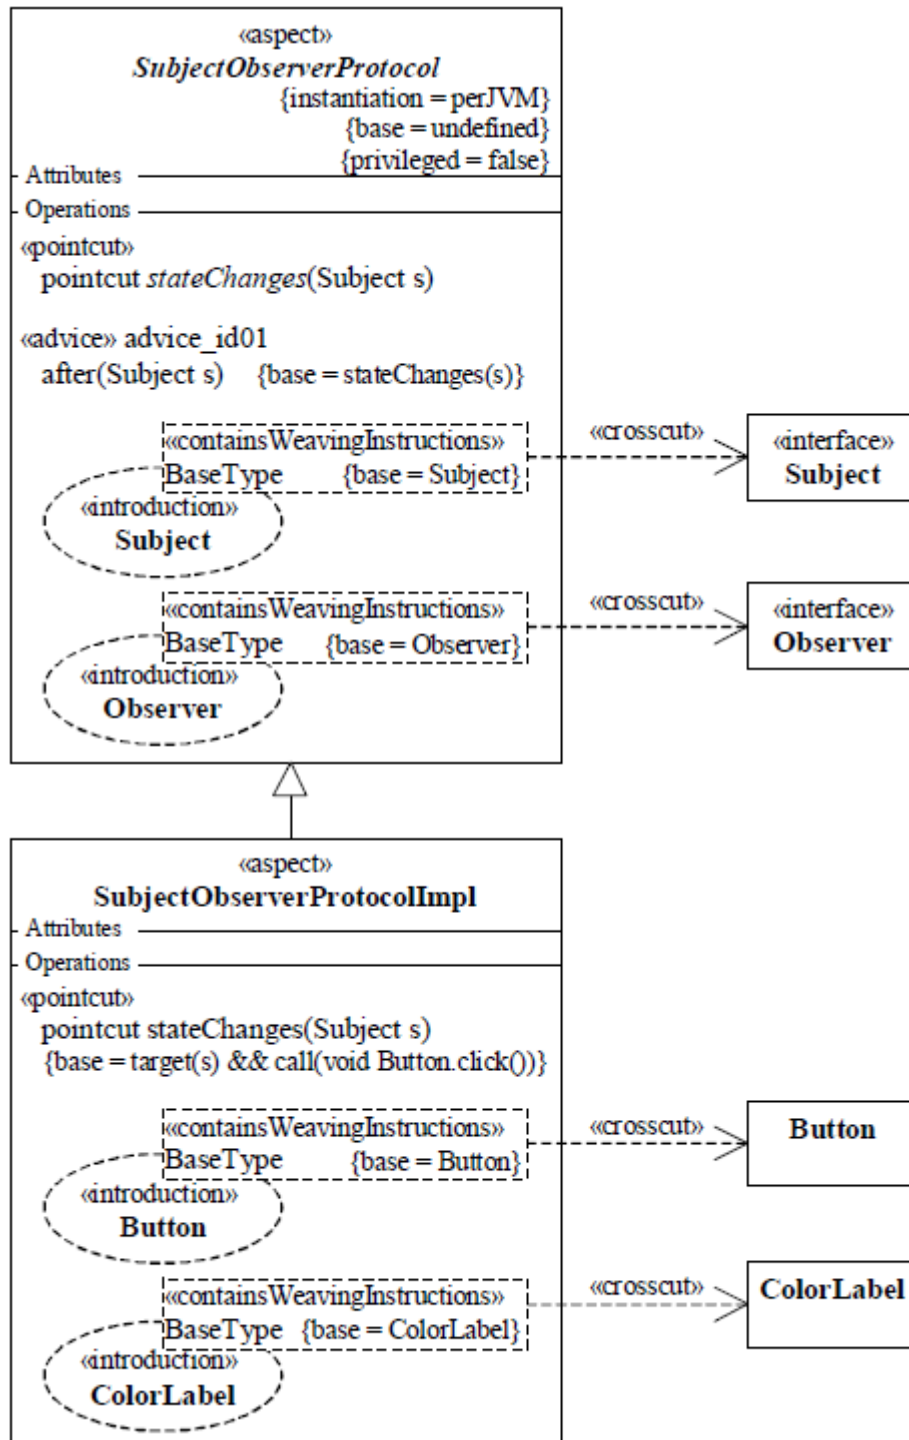 «aspect»
SubjectObserverProtocol
{instantiation = perJVM}
{base = undefined}
{privileged = false}
Attributes
Operations
«pointcut»
pointcut stateChanges(Subject s)
«advice» advice_id01
after(Subject s) {base = stateChanges(s)}
«containsWeavingInstructions»
BaseType {base = Subject}
«introduction»
Subject
«crosscut»
«interface»
Subject
«containsWeavingInstructions»
BaseType {base = Observer}
«introduction»
Observer
«crosscut»
«interface»
Observer
«aspect»
SubjectObserverProtocolImpl
Attributes
Operations
«pointcut»
pointcut stateChanges(Subject s)
{base = target(s) && call(void Button.click())}
«containsWeavingInstructions»
BaseType {base = Button}
«introduction»
Button
«crosscut»
Button
«containsWeavingInstructions»
BaseType {base = ColorLabel}
«introduction»
ColorLabel
«crosscut»
ColorLabel